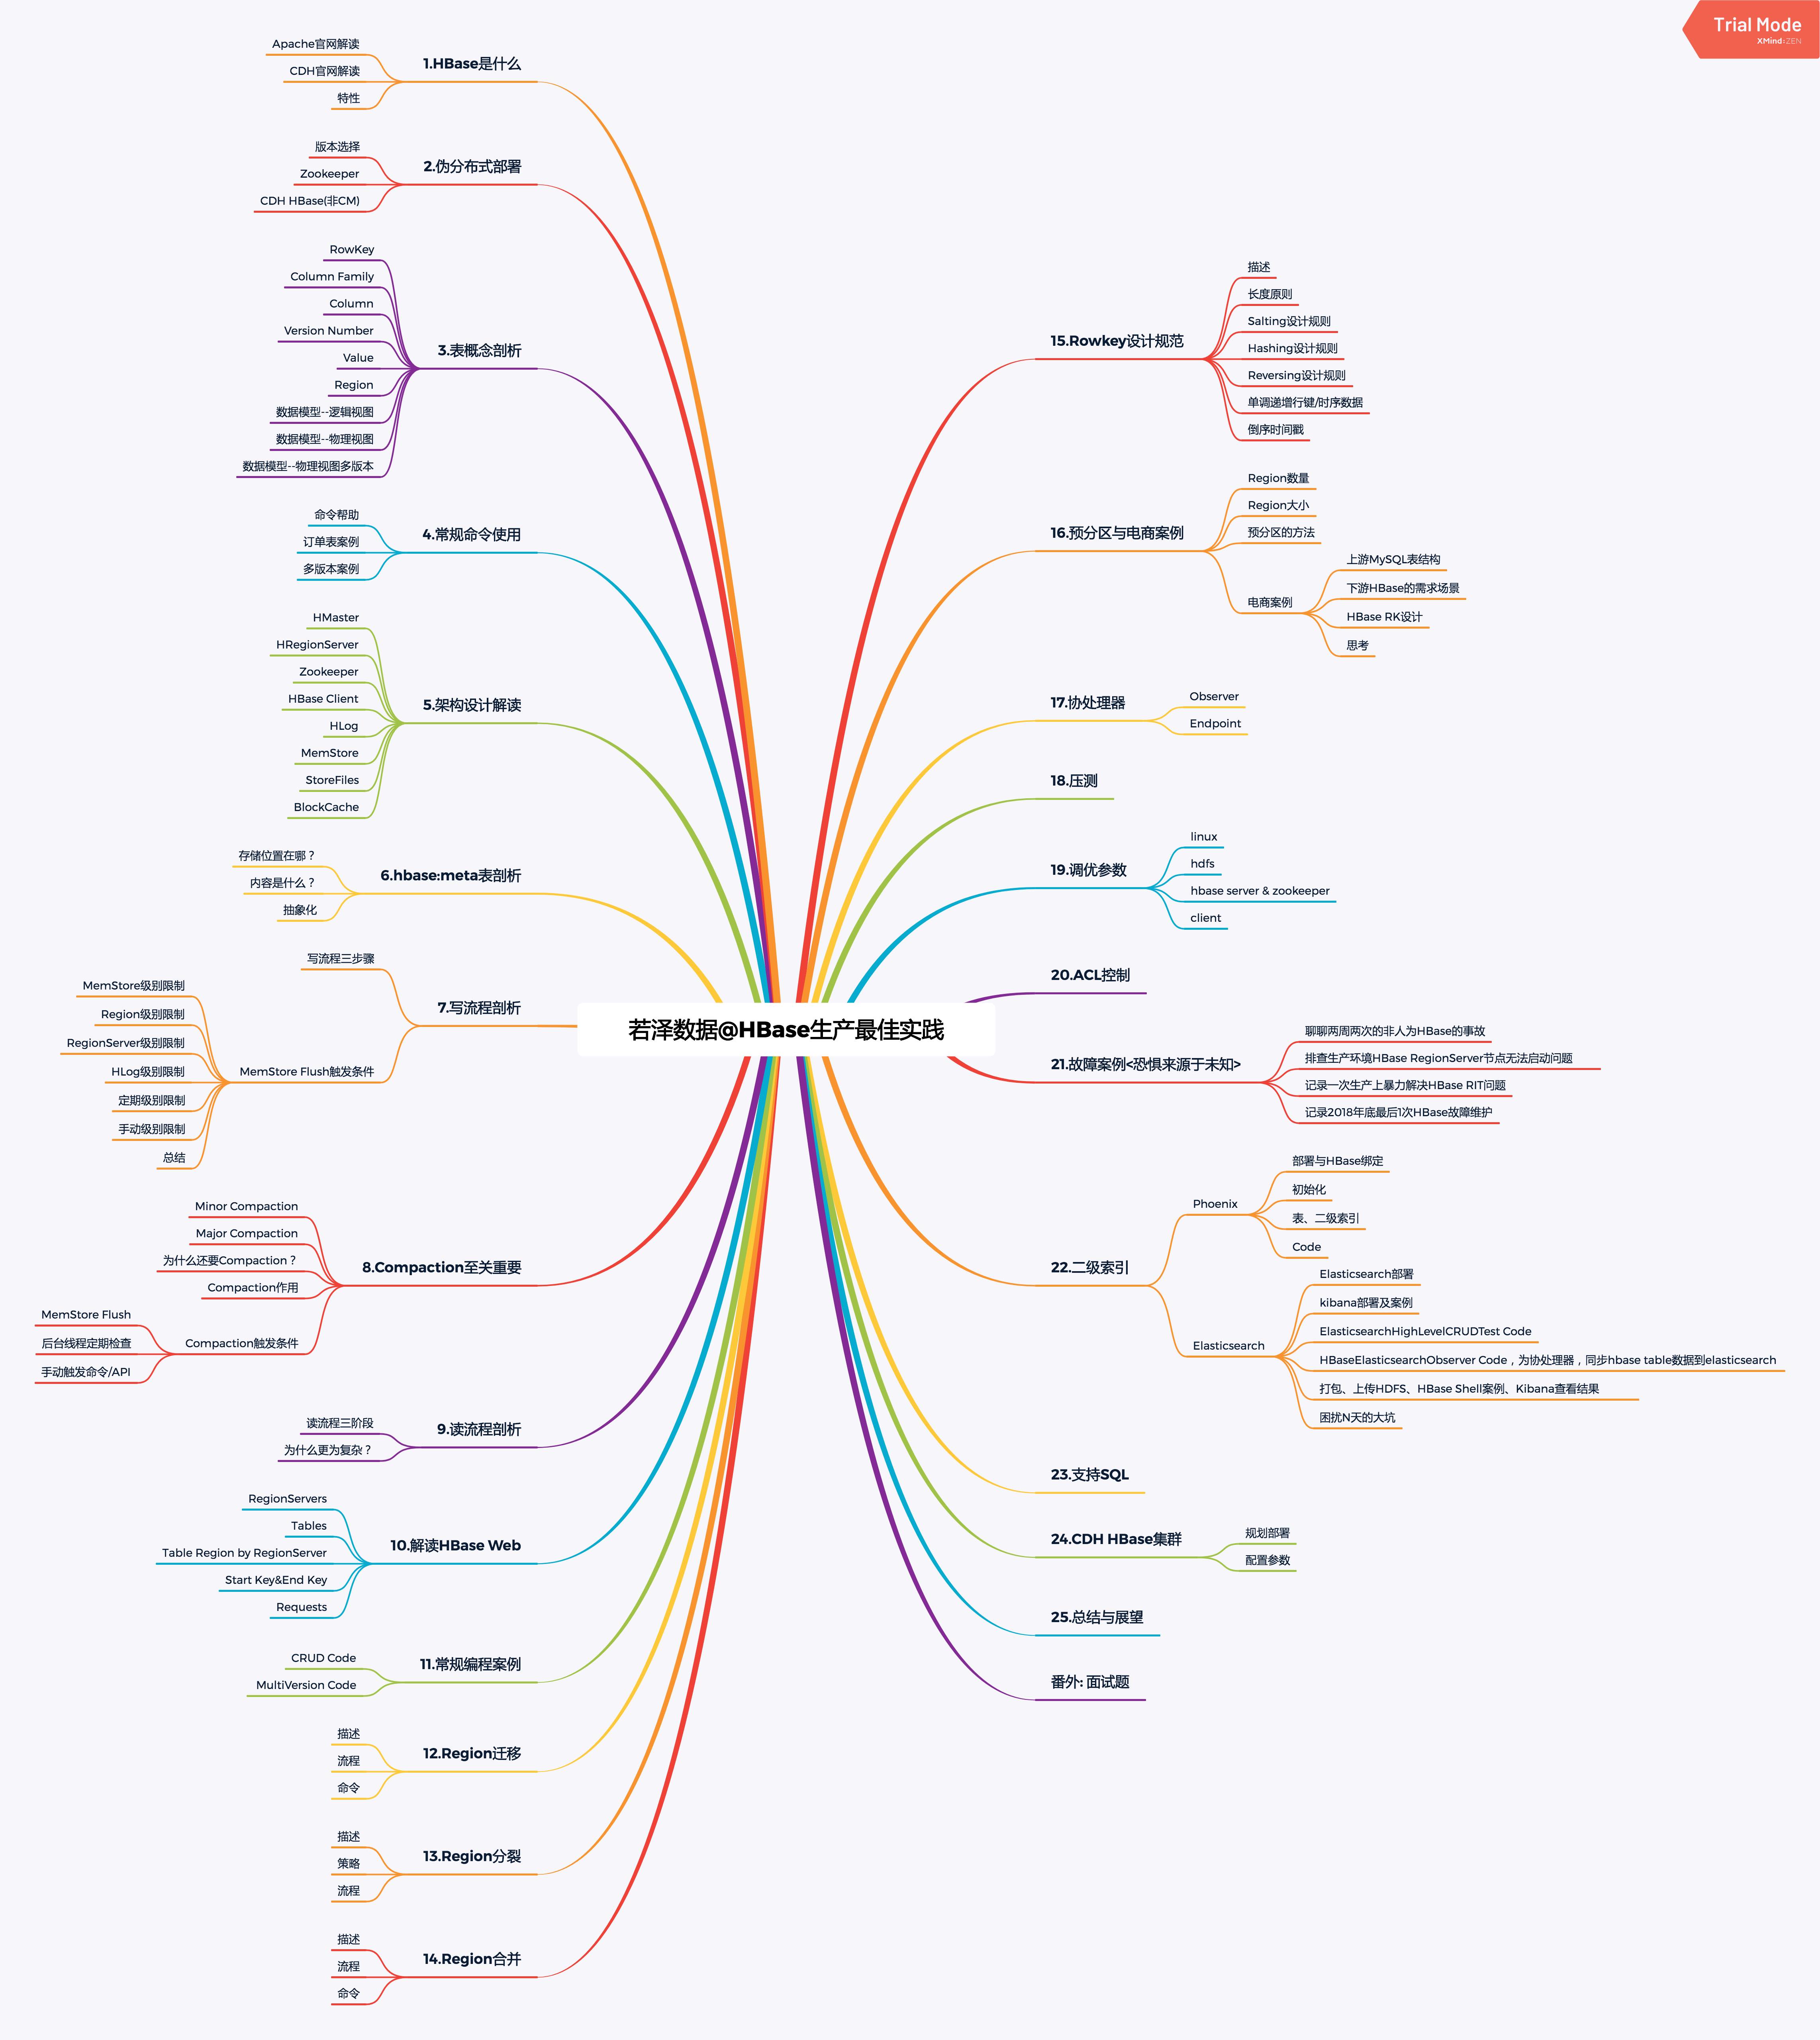 Trial Mode
XMind:ZEN
若泽数据@HBase生产最佳实践
1.HBase是什么
Apache官网解读
CDH官网解读
特性
2.伪分布式部署
版本选择
Zookeeper
CDH HBase(非CM)
3.表概念剖析
RowKey
Column Family
Column
Version Number
Value
Region
数据模型--逻辑视图
数据模型--物理视图
数据模型--物理视图多版本
4.常规命令使用
命令帮助
订单表案例
多版本案例
5.架构设计解读
HMaster
HRegionServer
Zookeeper
HBase Client
HLog
MemStore
StoreFiles
BlockCache
6.hbase:meta表剖析
存储位置在哪？
内容是什么？
抽象化
7.写流程剖析
写流程三步骤
MemStore Flush触发条件
MemStore级别限制
Region级别限制
RegionServer级别限制
HLog级别限制
定期级别限制
手动级别限制
总结
8.Compaction至关重要
Minor Compaction
Major Compaction
为什么还要Compaction？
Compaction作用
Compaction触发条件
MemStore Flush
后台线程定期检查
手动触发命令/API
9.读流程剖析
读流程三阶段
为什么更为复杂？
10.解读HBase Web
RegionServers
Tables
Table Region by RegionServer
Start Key&End Key
Requests
11.常规编程案例
CRUD Code
MultiVersion Code
12.Region迁移
描述
流程
命令
13.Region分裂
描述
策略
流程
14.Region合并
描述
流程
命令
15.Rowkey设计规范
描述
长度原则
Salting设计规则
Hashing设计规则
Reversing设计规则
单调递增行键/时序数据
倒序时间戳
16.预分区与电商案例
Region数量
Region大小
预分区的方法
电商案例
上游MySQL表结构
下游HBase的需求场景
HBase RK设计
思考
17.协处理器
Observer
Endpoint
18.压测
19.调优参数
linux
hdfs
hbase server & zookeeper
client
20.ACL控制
21.故障案例<恐惧来源于未知>
聊聊两周两次的非人为HBase的事故
排查生产环境HBase RegionServer节点无法启动问题
记录一次生产上暴力解决HBase RIT问题
记录2018年底最后1次HBase故障维护
22.二级索引
Phoenix
部署与HBase绑定
初始化
表、二级索引
Code
Elasticsearch
Elasticsearch部署
kibana部署及案例
ElasticsearchHighLevelCRUDTest Code
HBaseElasticsearchObserver Code，为协处理器，同步hbase table数据到elasticsearch
打包、上传HDFS、HBase Shell案例、Kibana查看结果
困扰N天的大坑
23.支持SQL
24.CDH HBase集群
规划部署
配置参数
25.总结与展望
番外: 面试题